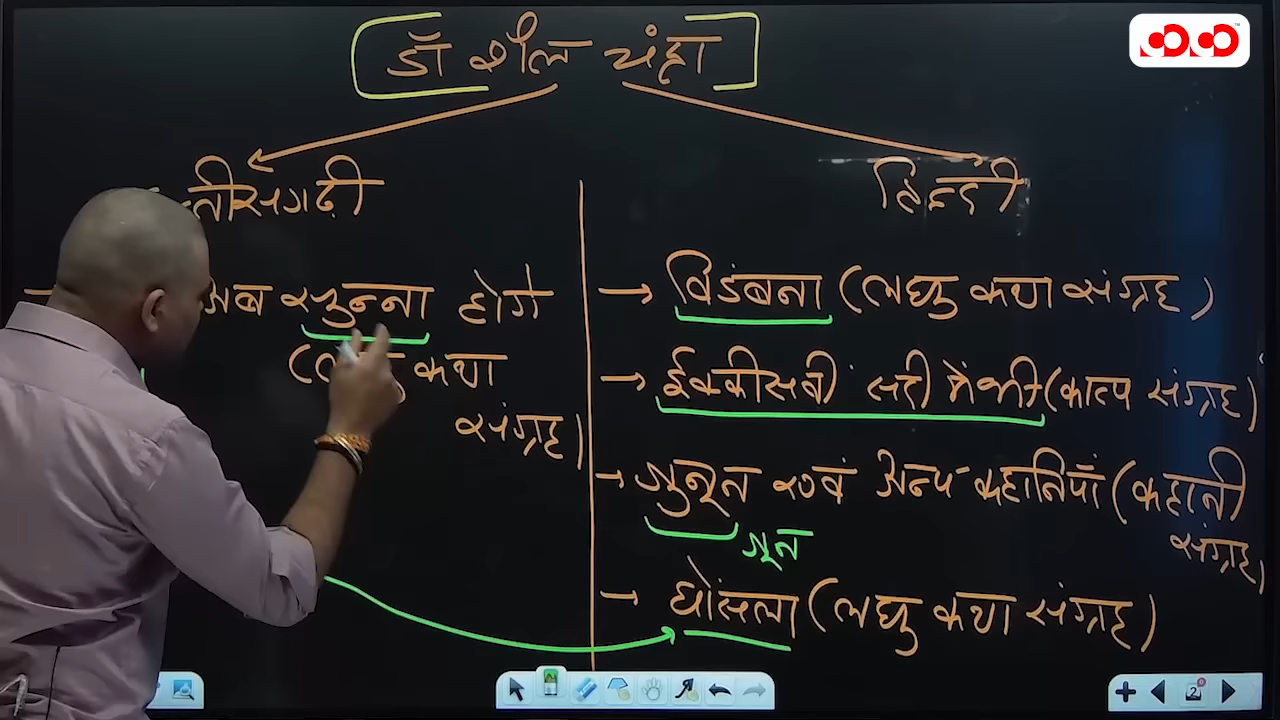 डॉ शैल चंद्रा
त्तीसगढ़ी
हिन्दी
अब सुन्ना होगे
कथा
संग्रह)
→ विडंबना (लघु कथा संग्रह)
→ ईक्कीसवी सदी में भी (काव्य संग्रह)
→ जुनून एवं अन्य कहानियाँ (कहानी
संग्रह)
जून
→ घोंसला (लघु कथा संग्रह)
2